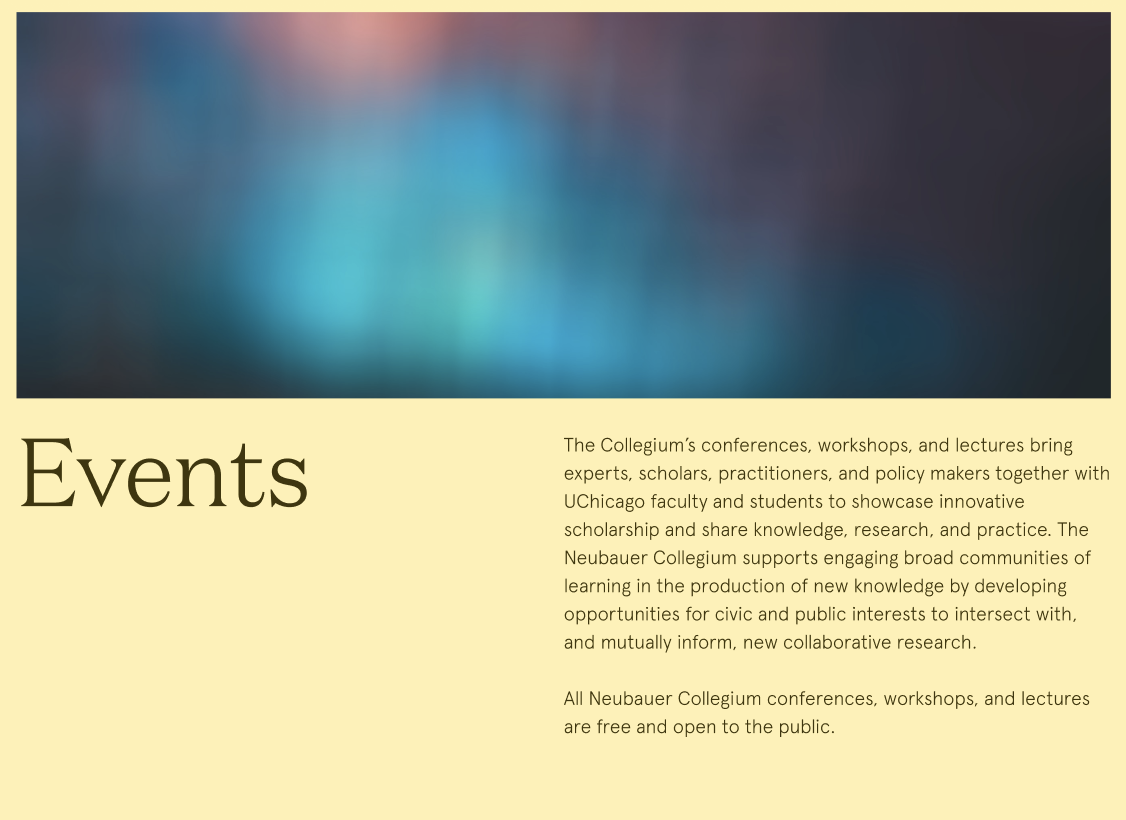 Events
The Collegium’s conferences, workshops, and lectures bring
experts, scholars, practitioners, and policy makers together with
UChicago faculty and students to showcase innovative
scholarship and share knowledge, research, and practice. The
Neubauer Collegium supports engaging broad communities of
learning in the production of new knowledge by developing
opportunities for civic and public interests to intersect with,
and mutually inform, new collaborative research.
All Neubauer Collegium conferences, workshops, and lectures
are free and open to the public.